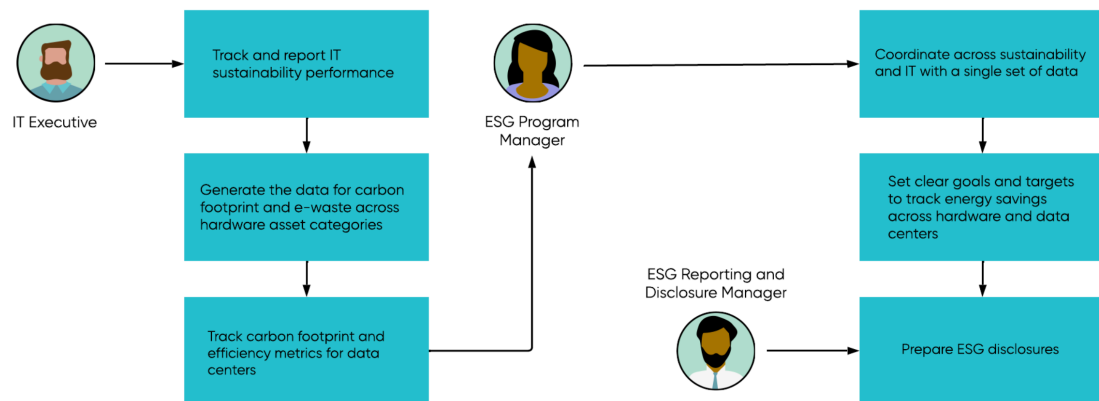 IT Executive
Track and report IT
sustainability performance
Generate the data for carbon
footprint and e-waste across
hardware asset categories
Track carbon footprint and
efficiency metrics for data
centers
ESG Program
Manager
Coordinate across sustainability
and IT with a single set of data
Set clear goals and targets
to track energy savings
across hardware and data
centers
ESG Reporting and
Disclosure Manager
Prepare ESG disclosures